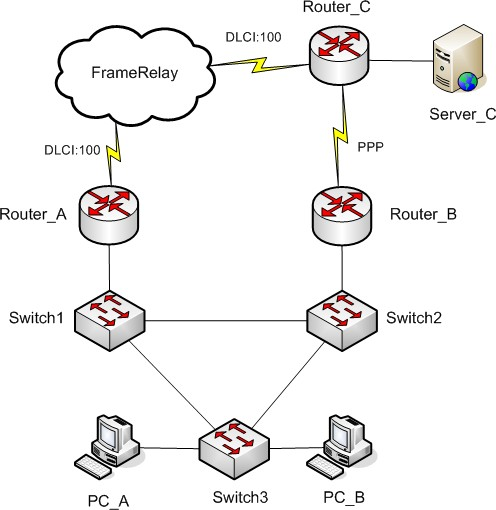 Router_C
DLCI:100
FrameRelay
Server_C
DLCI:100
PPP
Router_A
Router_B
Switch1
Switch2
PC_A
Switch3
PC_B